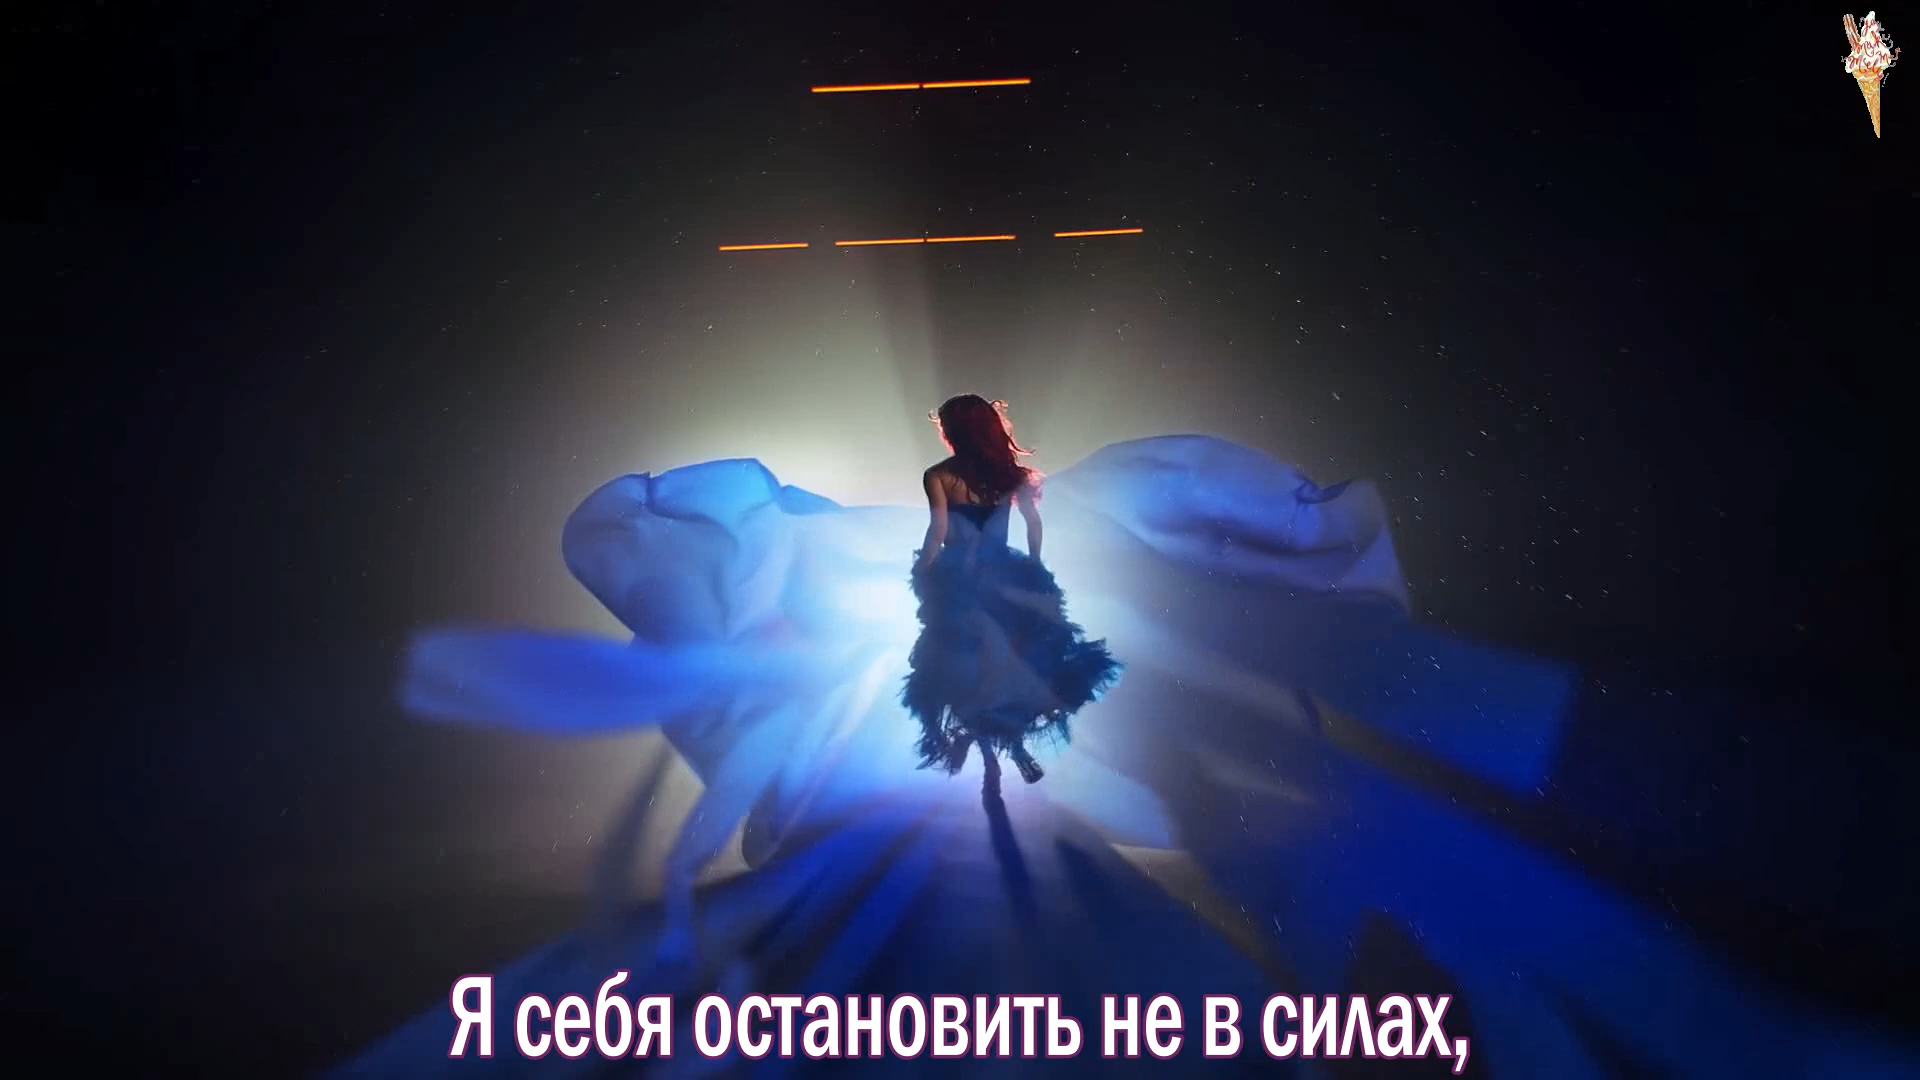 Я себя остановить не в силах,